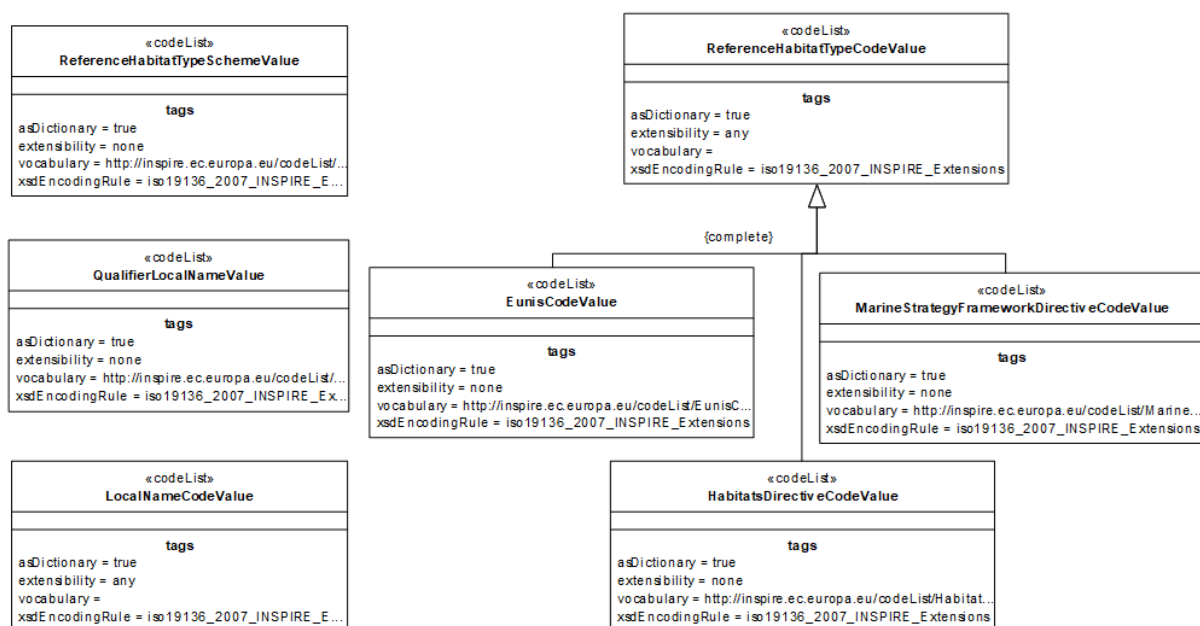 «codeList»
ReferenceHabitatTypeSchemeValue
tags
asDictionary = true
extensibility = none
vocabulary = http://inspire.ec.europa.eu/codeList/...
xsdEncodingRule = iso19136_2007_INSPIRE_E...
«codeList»
ReferenceHabitatTypeCodeValue
tags
asDictionary = true
extensibility = any
vocabulary =
xsdEncodingRule = iso19136_2007_INSPIRE_Extensions
{complete}
«codeList»
QualifierLocalNameValue
tags
asDictionary = true
extensibility = none
vocabulary = http://inspire.ec.europa.eu/codeList/...
xsdEncodingRule = iso19136_2007_INSPIRE_Ex...
«codeList»
EunisCodeValue
tags
asDictionary = true
extensibility = none
vocabulary = http://inspire.ec.europa.eu/codeList/EunisC...
xsdEncodingRule = iso19136_2007_INSPIRE_Extensions
«codeList»
MarineStrategyFrameworkDirectiveCodeValue
tags
asDictionary = true
extensibility = none
vocabulary = http://inspire.ec.europa.eu/codeList/Marine...
xsdEncodingRule = iso19136_2007_INSPIRE_Extensions
«codeList»
LocalNameCodeValue
tags
asDictionary = true
extensibility = any
vocabulary =
xsdEncodingRule = iso19136_2007_INSPIRE_E...
«codeList»
HabitatsDirectiveCodeValue
tags
asDictionary = true
extensibility = none
vocabulary = http://inspire.ec.europa.eu/codeList/Habitat...
xsdEncodingRule = iso19136_2007_INSPIRE_Extensions